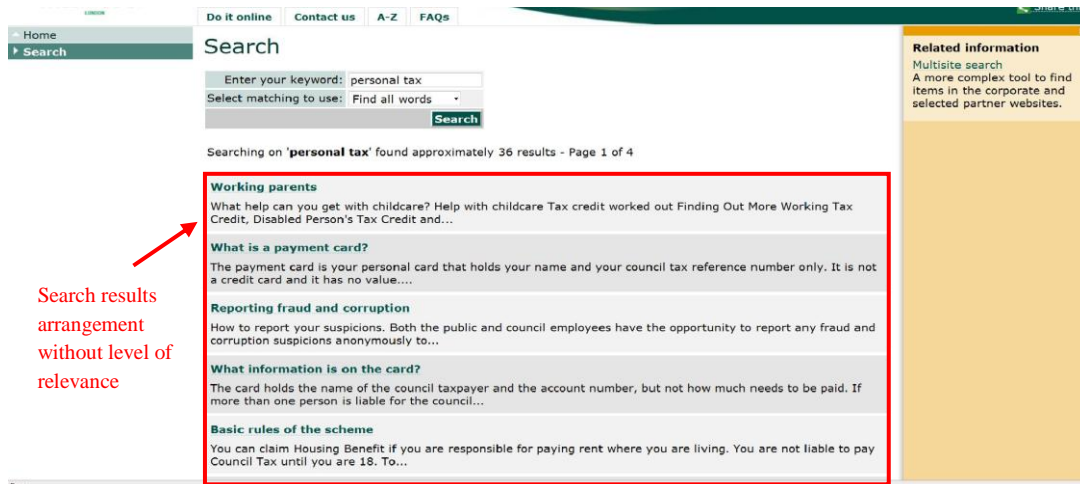 Do it online Contact us A-Z FAQs
Share thi
Home
Search
Search
Enter your keyword: personal tax
Select matching to use: Find all words
Search
Searching on 'personal tax' found approximately 36 results - Page 1 of 4
Working parents
What help can you get with childcare? Help with childcare Tax credit worked out Finding Out More Working Tax
Credit, Disabled Person's Tax Credit and...
What is a payment card?
The payment card is your personal card that holds your name and your council tax reference number only. It is not
a credit card and it has no value....
Reporting fraud and corruption
How to report your suspicions. Both the public and council employees have the opportunity to report any fraud and
corruption suspicions anonymously to...
What information is on the card?
The card holds the name of the council taxpayer and the account number, but not how much needs to be paid. If
more than one person is liable for the council...
Basic rules of the scheme
You can claim Housing Benefit if you are responsible for paying rent where you are living. You are not liable to pay
Council Tax until you are 18. To...
Related information
Multisite search
A more complex tool to find
items in the corporate and
selected partner websites.
Search results
arrangement
without level of
relevance